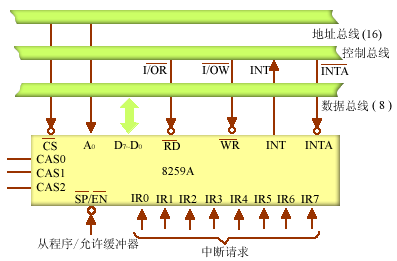 地址总线(16)
控制总线
I/OR I/OW INT INTA
数据总线(8)
CS A0 D7-D0 RD WR INT INTA
CAS0
CAS1
CAS2
8259A
SP/EN IR0 IR1 IR2 IR3 IR4 IR5 IR6 IR7
从程序/允许缓冲器 中断请求